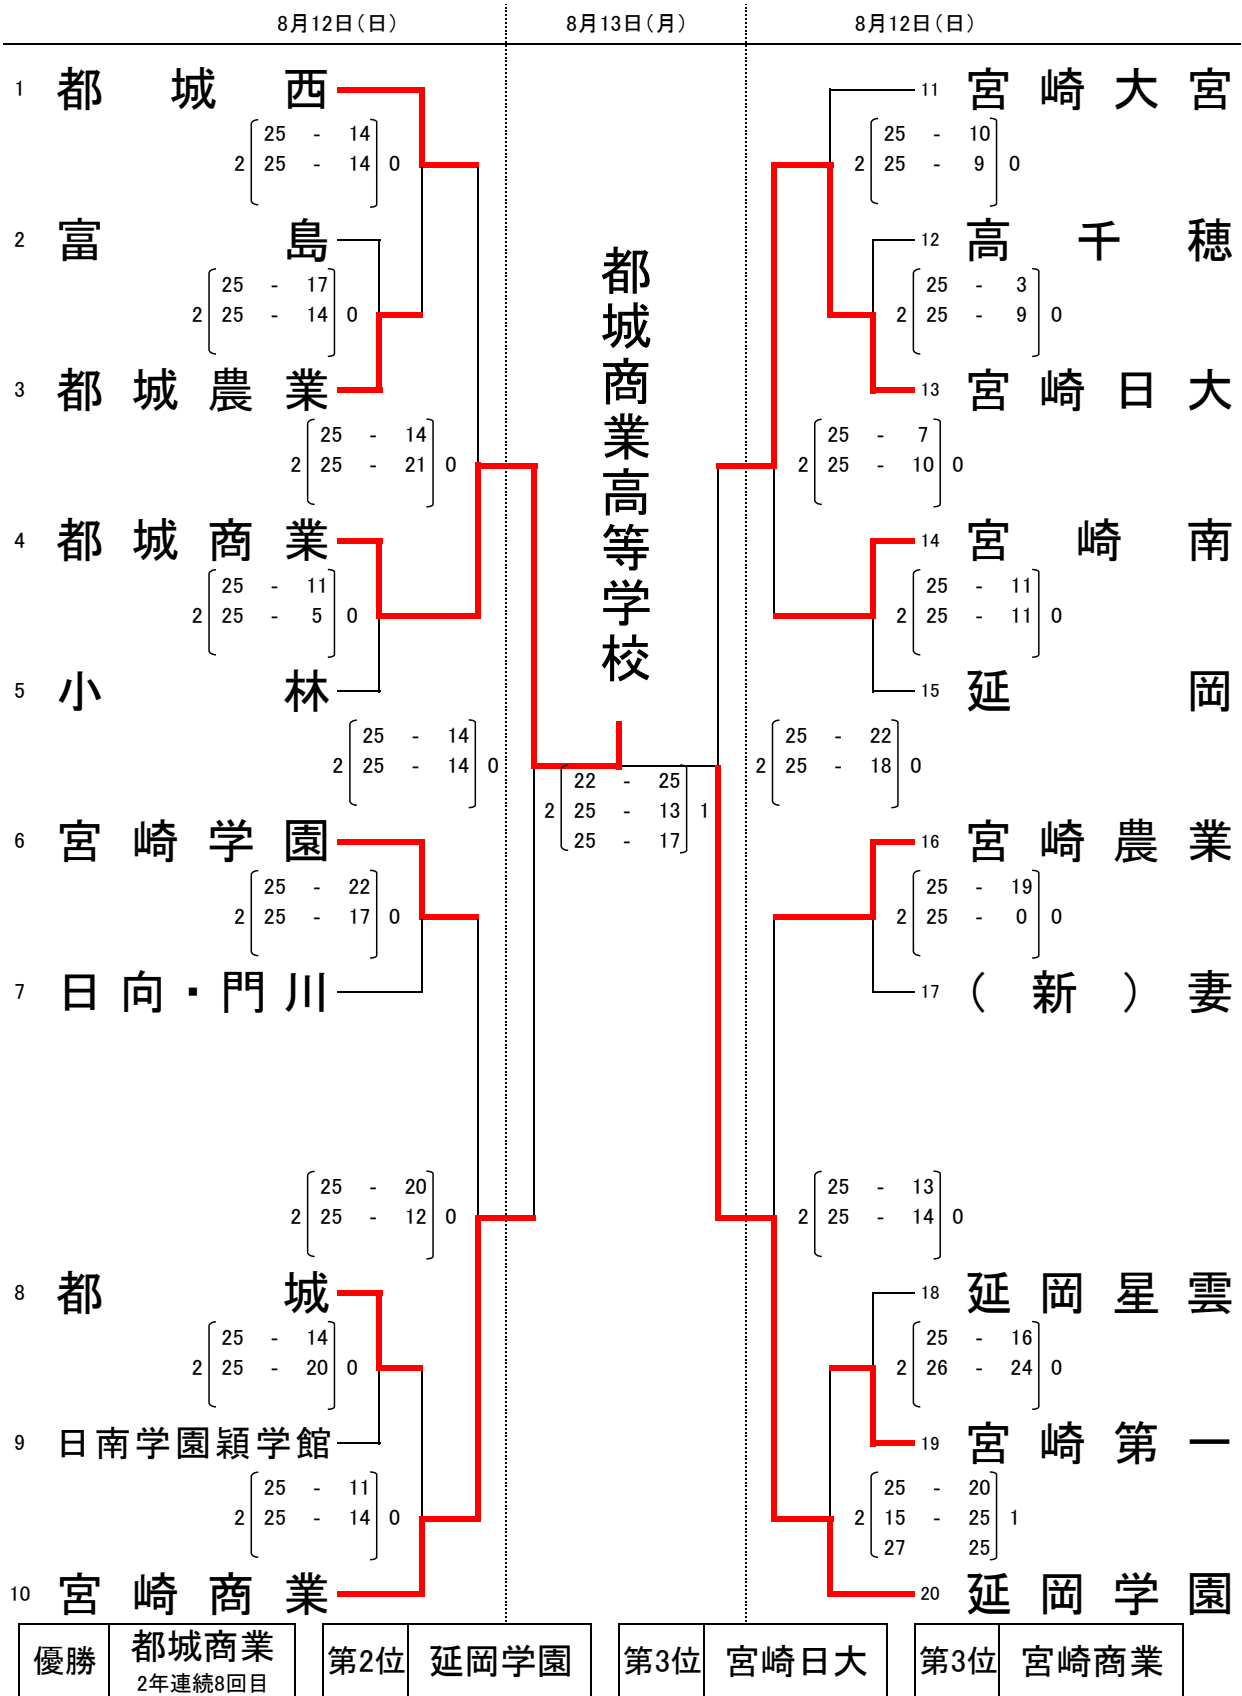 8月12日(日)
8月13日(月)
8月12日(日)
1 都城西
25 - 14
2 25 - 14 0
2 富島
25 - 17
2 25 - 14 0
3 都城農業
25 - 14
2 25 - 21 0
4 都城商業
25 - 11
2 25 - 5 0
5 小林
25 - 14
2 25 - 14 0
6 宮崎学園
25 - 22
2 25 - 17 0
7 日向・門川
25 - 20
2 25 - 12 0
8 都城
25 - 14
2 25 - 20 0
9 日南学園穎学館
25 - 11
2 25 - 14 0
10 宮崎商業
都城商業高等学校
22 - 25
2 25 - 13 1
25 - 17
11 宮崎大宮
25 - 10
2 25 - 9 0
12 高千穂
25 - 3
2 25 - 9 0
13 宮崎日大
25 - 7
2 25 - 10 0
14 宮崎南
25 - 11
2 25 - 11 0
15 延岡
25 - 22
2 25 - 18 0
16 宮崎農業
25 - 19
2 25 - 0 0
17 (新)妻
25 - 13
2 25 - 14 0
18 延岡星雲
25 - 16
2 26 - 24 0
19 宮崎第一
25 - 20
2 15 - 25 1
27 25
20 延岡学園
優勝 都城商業
2年連続8回目
第2位 延岡学園
第3位 宮崎日大
第3位 宮崎商業